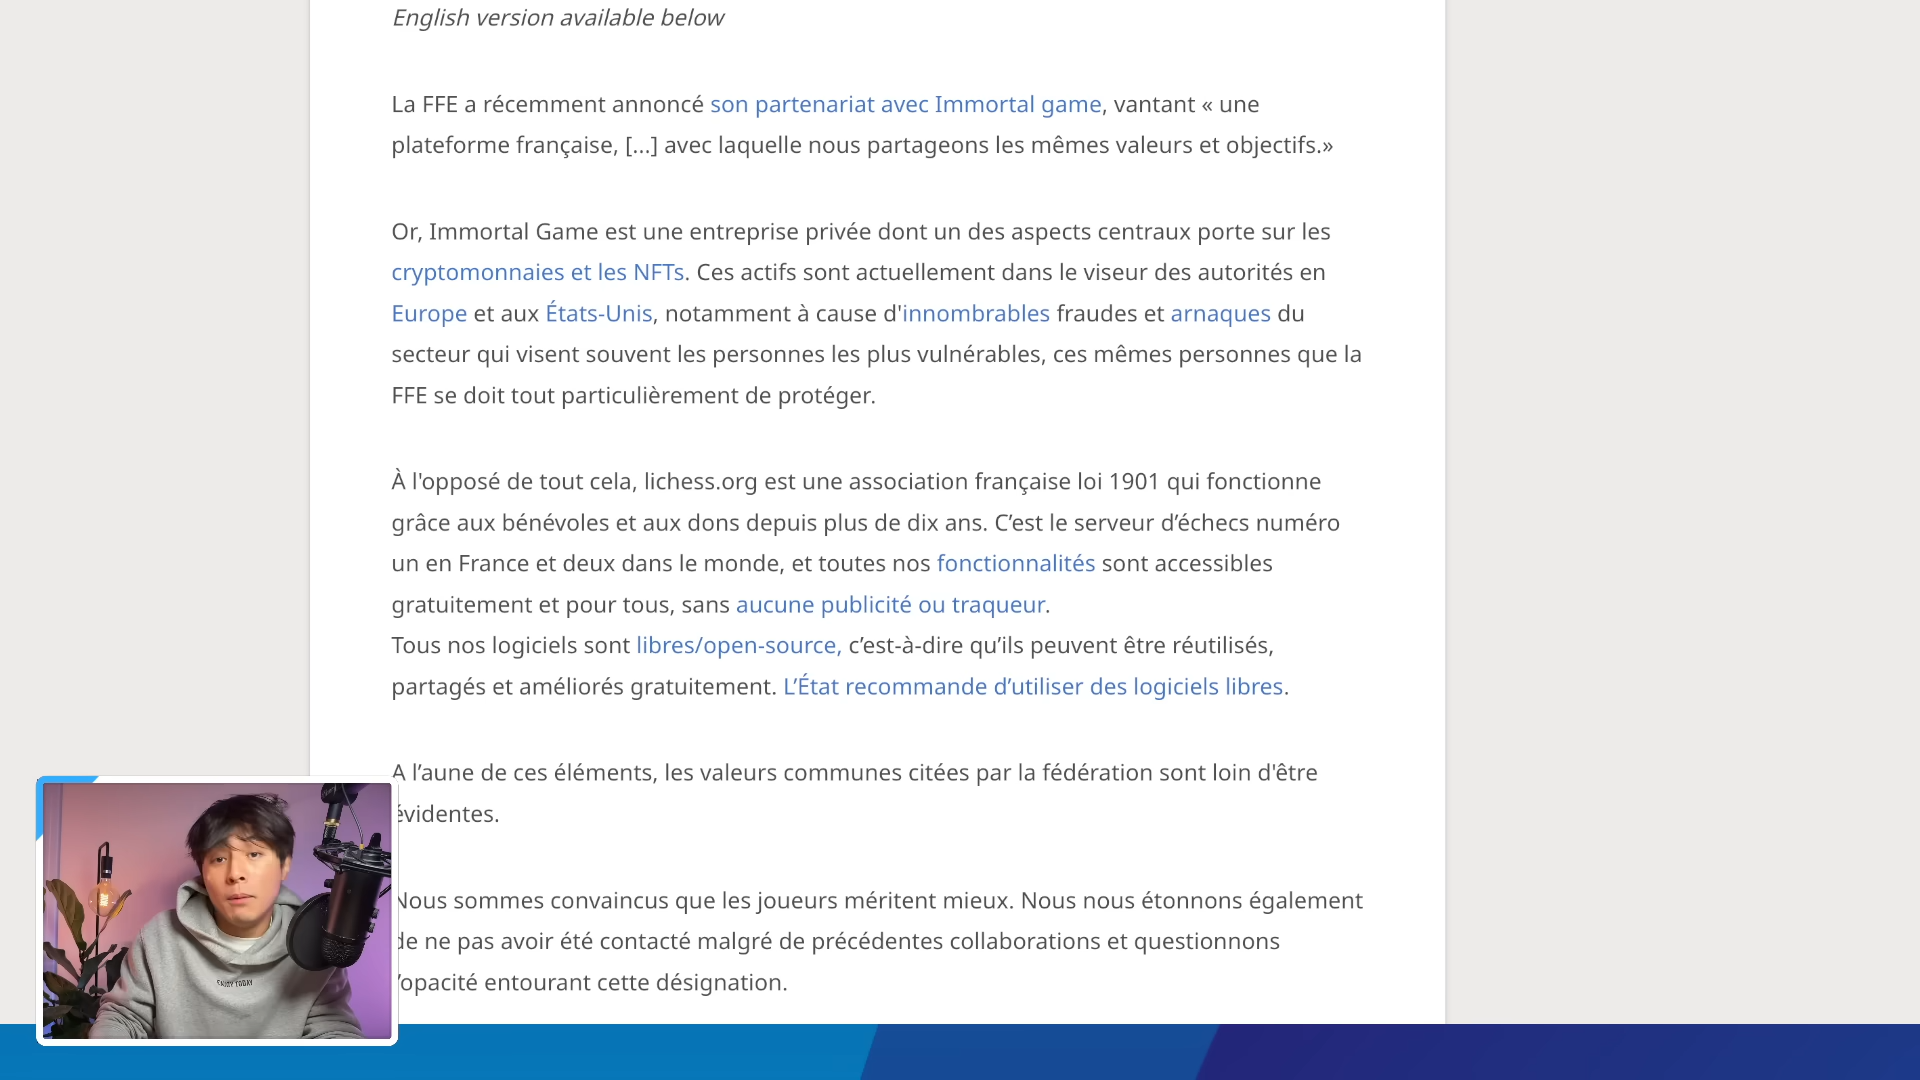 English version available below
La FFE a récemment annoncé son partenariat avec Immortal game, vantant « une
plateforme française, [...] avec laquelle nous partageons les mêmes valeurs et objectifs.»
Or, Immortal Game est une entreprise privée dont un des aspects centraux porte sur les
cryptomonnaies et les NFTs. Ces actifs sont actuellement dans le viseur des autorités en
Europe et aux États-Unis, notamment à cause d'innombrables fraudes et arnaques du
secteur qui visent souvent les personnes les plus vulnérables, ces mêmes personnes que la
FFE se doit tout particulièrement de protéger.
À l'opposé de tout cela, lichess.org est une association française loi 1901 qui fonctionne
grâce aux bénévoles et aux dons depuis plus de dix ans. C’est le serveur d’échecs numéro
un en France et deux dans le monde, et toutes nos fonctionnalités sont accessibles
gratuitement et pour tous, sans aucune publicité ou traqueur.
Tous nos logiciels sont libres/open-source, c’est-à-dire qu’ils peuvent être réutilisés,
partagés et améliorés gratuitement. L’État recommande d’utiliser des logiciels libres.
A l’aune de ces éléments, les valeurs communes citées par la fédération sont loin d'être
évidentes.
Nous sommes convaincus que les joueurs méritent mieux. Nous nous étonnons également
de ne pas avoir été contacté malgré de précédentes collaborations et questionnons
l’opacité entourant cette désignation.
ENJOY TODAY